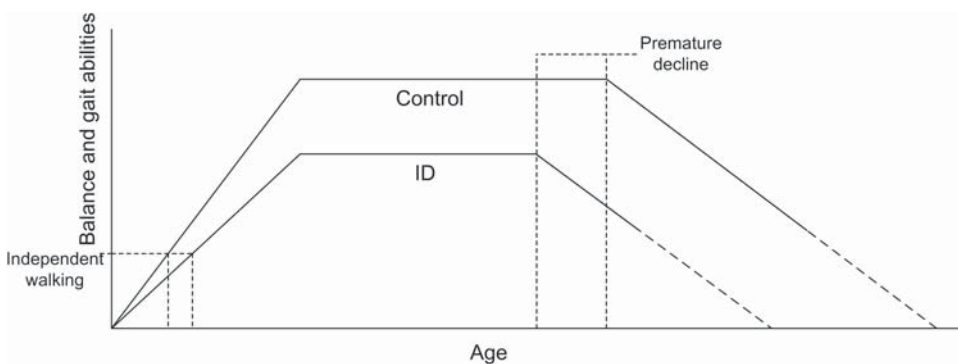 Balance and gait abilities
Premature
decline
Control
ID
Independent
walking
Age